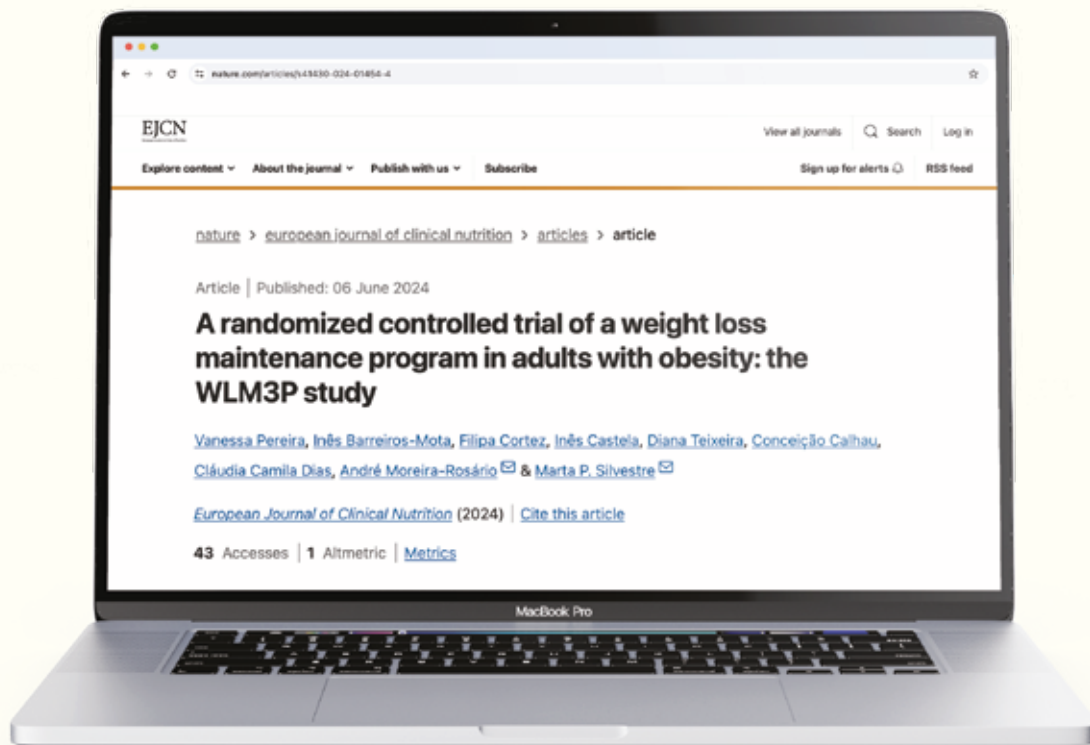 nature.com/articles/s41430-024-01454-4
EJCN
View all journals Search Log in
Explore content About the journal Publish with us Subscribe
Sign up for alerts RSS feed
nature > european journal of clinical nutrition > articles > article
Article | Published: 06 June 2024
A randomized controlled trial of a weight loss
maintenance program in adults with obesity: the
WLM3P study
Vanessa Pereira, Inês Barreiros-Mota, Filipa Cortez, Inês Castela, Diana Teixeira, Conceição Calhau,
Cláudia Camila Dias, André Moreira-Rosário & Marta P. Silvestre
European Journal of Clinical Nutrition (2024) | Cite this article
43 Accesses | 1 Altmetric | Metrics
MacBook Pro